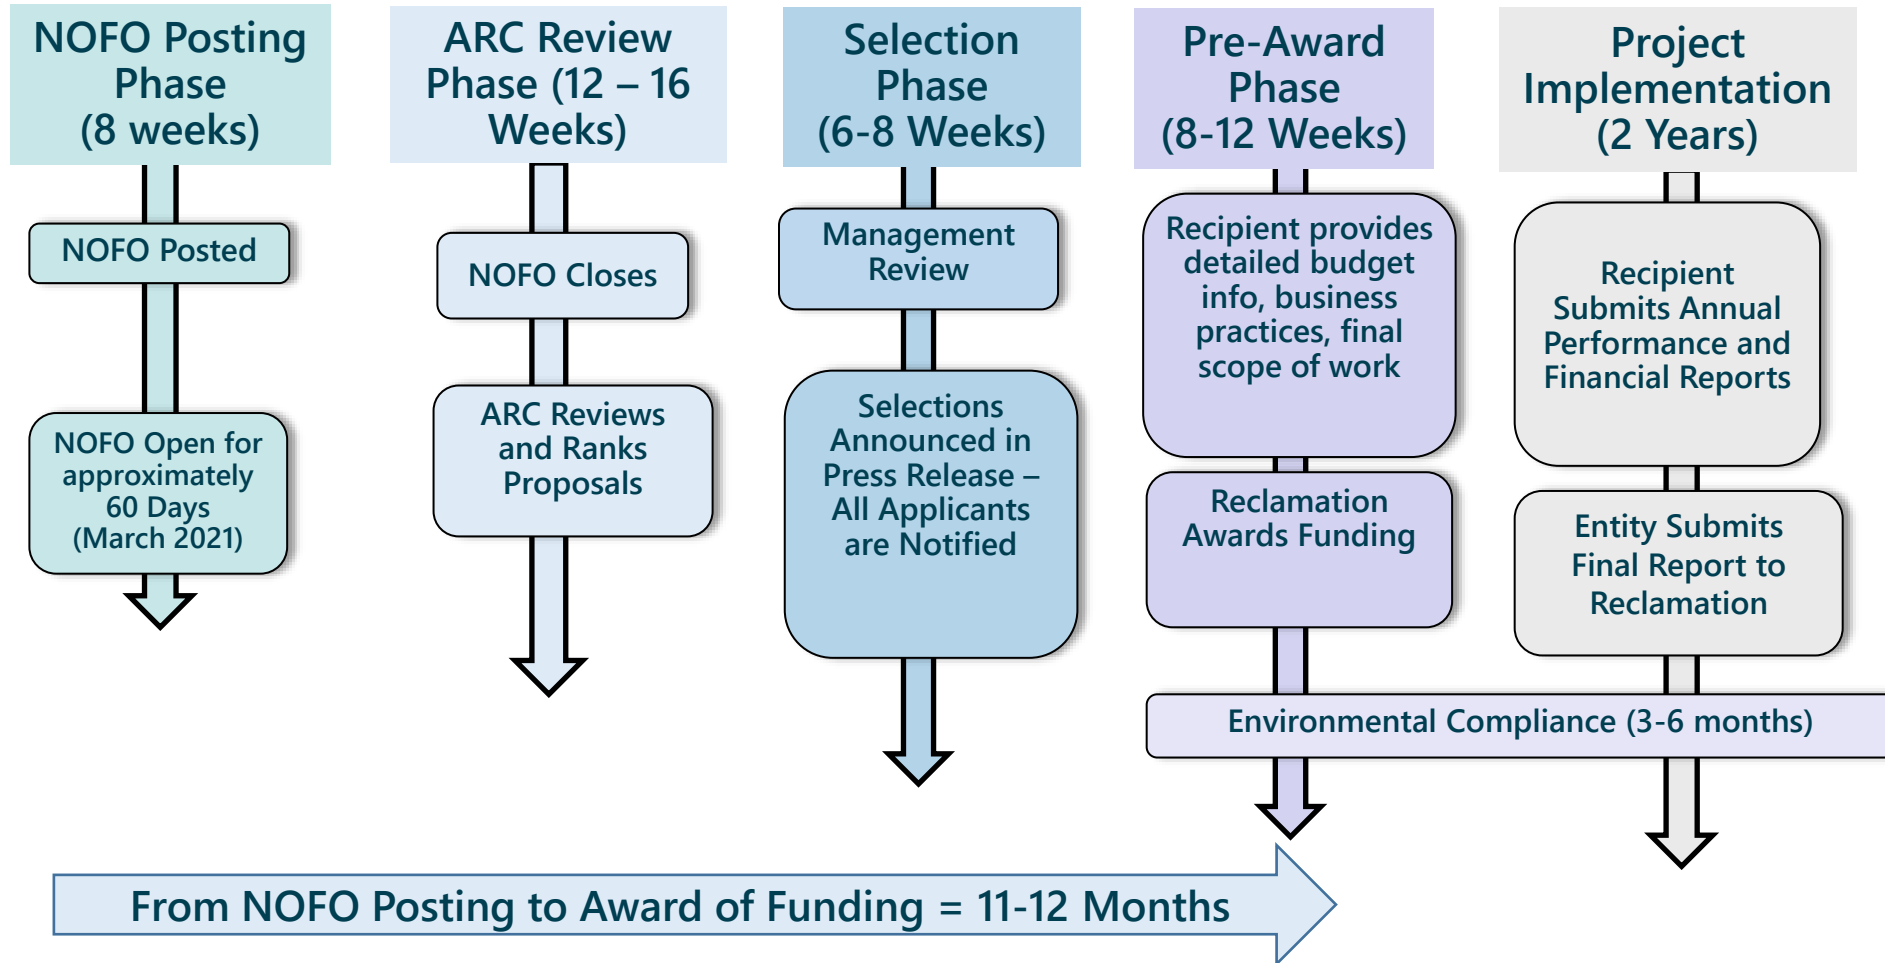 NOFO Posting
Phase
(8 weeks)
NOFO Posted
NOFO Open for
approximately
60 Days
(March 2021)
ARC Review
Phase (12 – 16
Weeks)
NOFO Closes
ARC Reviews
and Ranks
Proposals
Selection
Phase
(6-8 Weeks)
Management
Review
Selections
Announced in
Press Release –
All Applicants
are Notified
Pre-Award
Phase
(8-12 Weeks)
Recipient provides
detailed budget
info, business
practices, final
scope of work
Reclamation
Awards Funding
Project
Implementation
(2 Years)
Recipient
Submits Annual
Performance and
Financial Reports
Entity Submits
Final Report to
Reclamation
Environmental Compliance (3-6 months)
From NOFO Posting to Award of Funding = 11-12 Months